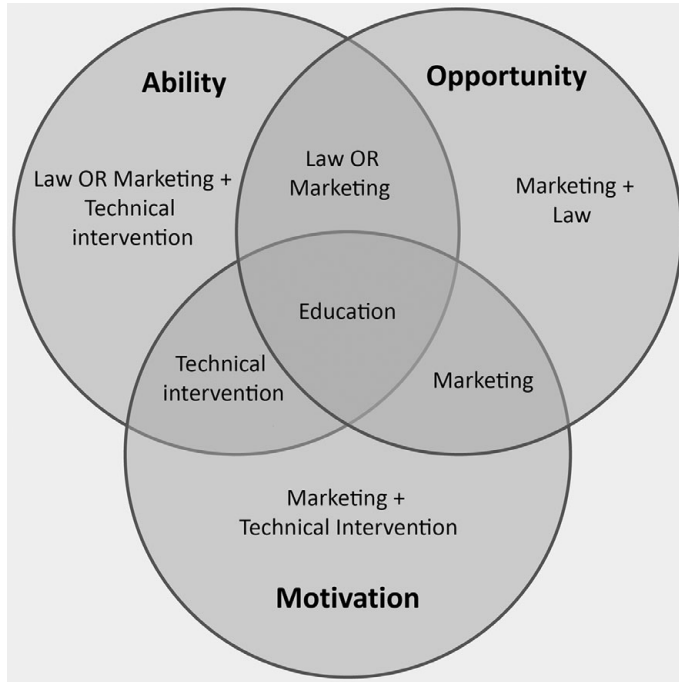 Ability
Opportunity
Law OR Marketing +
Technical
intervention
Law OR
Marketing
Marketing +
Law
Education
Technical
intervention
Marketing
Marketing +
Technical Intervention
Motivation